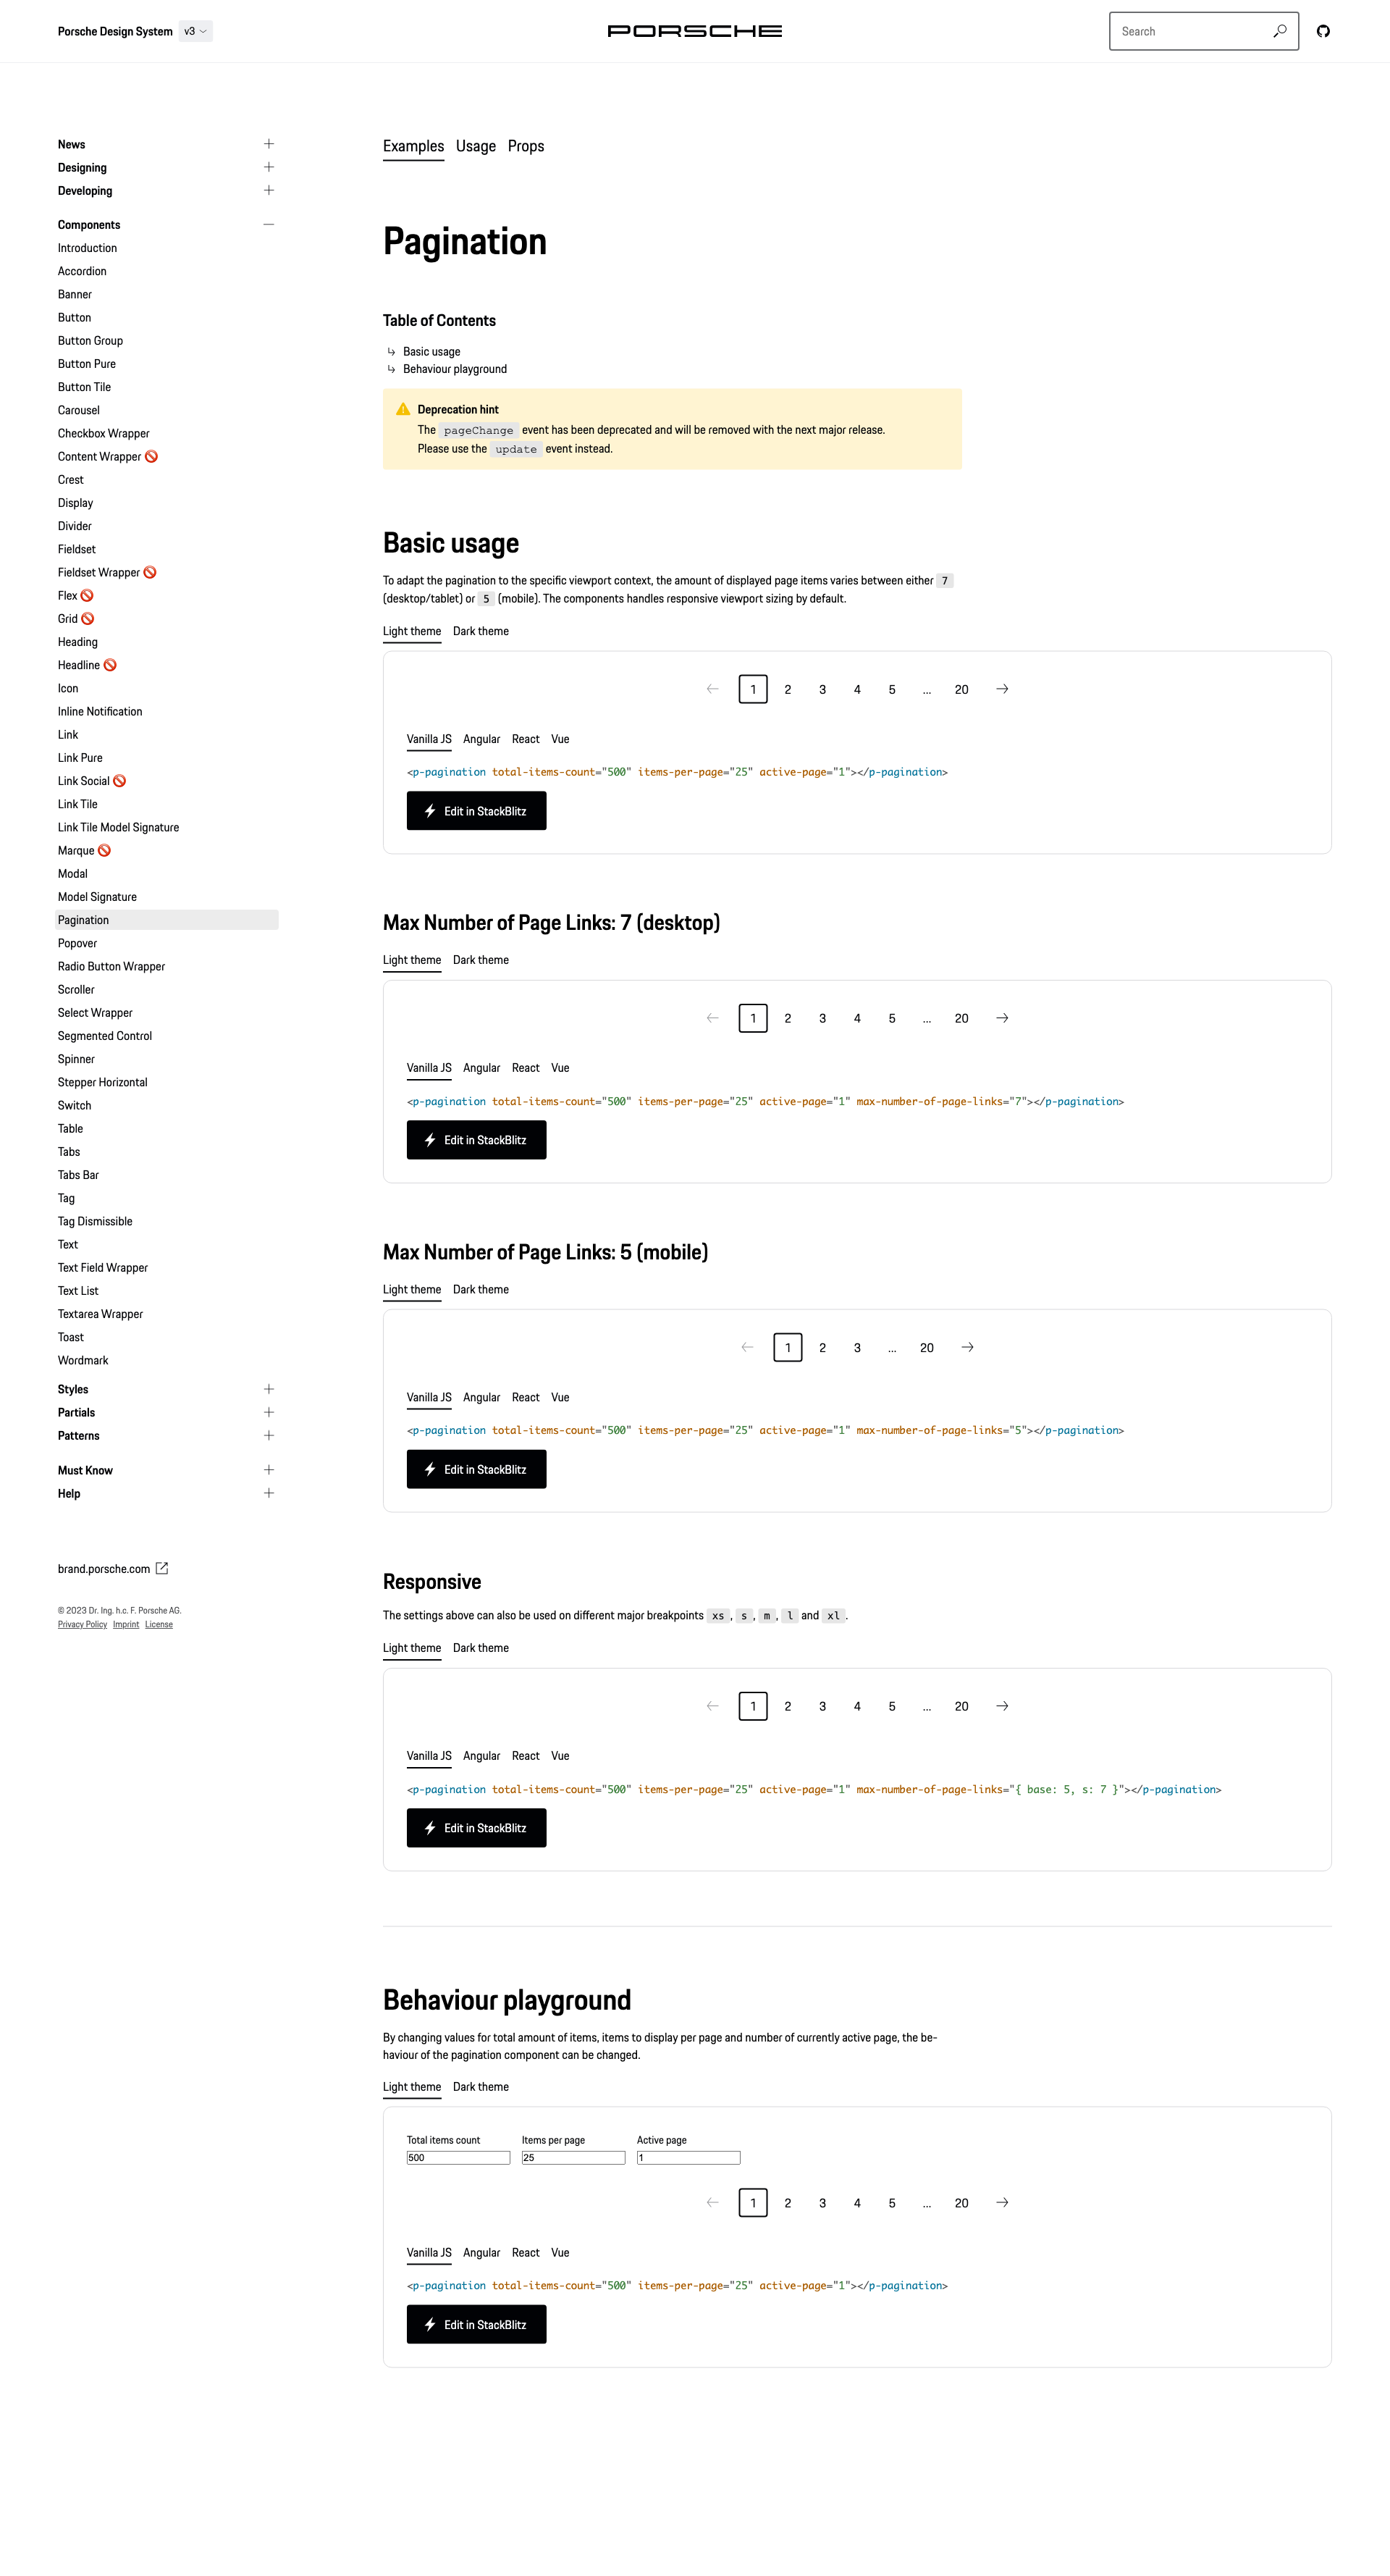 Porsche Design System v3
PORSCHE
Search
News
Designing
Developing
Components
Introduction
Accordion
Banner
Button
Button Group
Button Pure
Button Tile
Carousel
Checkbox Wrapper
Content Wrapper 🚫
Crest
Display
Divider
Fieldset
Fieldset Wrapper 🚫
Flex 🚫
Grid 🚫
Heading
Headline 🚫
Icon
Inline Notification
Link
Link Pure
Link Social 🚫
Link Tile
Link Tile Model Signature
Marque 🚫
Modal
Model Signature
Pagination
Popover
Radio Button Wrapper
Scroller
Select Wrapper
Segmented Control
Spinner
Stepper Horizontal
Switch
Table
Tabs
Tabs Bar
Tag
Tag Dismissible
Text
Text Field Wrapper
Text List
Textarea Wrapper
Toast
Wordmark
Styles
Partials
Patterns
Must Know
Help
brand.porsche.com
© 2023 Dr. Ing. h.c. F. Porsche AG.
Privacy Policy Imprint License
Examples Usage Props
Pagination
Table of Contents
Basic usage
Behaviour playground
Deprecation hint
The pageChange event has been deprecated and will be removed with the next major release.
Please use the update event instead.
Basic usage
To adapt the pagination to the specific viewport context, the amount of displayed page items varies between either 7
(desktop/tablet) or 5 (mobile). The components handles responsive viewport sizing by default.
Light theme Dark theme
← 1 2 3 4 5 ... 20 →
Vanilla JS Angular React Vue
<p-pagination total-items-count="500" items-per-page="25" active-page="1"></p-pagination>
Edit in StackBlitz
Max Number of Page Links: 7 (desktop)
Light theme Dark theme
← 1 2 3 4 5 ... 20 →
Vanilla JS Angular React Vue
<p-pagination total-items-count="500" items-per-page="25" active-page="1" max-number-of-page-links="7"></p-pagination>
Edit in StackBlitz
Max Number of Page Links: 5 (mobile)
Light theme Dark theme
← 1 2 3 ... 20 →
Vanilla JS Angular React Vue
<p-pagination total-items-count="500" items-per-page="25" active-page="1" max-number-of-page-links="5"></p-pagination>
Edit in StackBlitz
Responsive
The settings above can also be used on different major breakpoints xs, s, m, l and xl.
Light theme Dark theme
← 1 2 3 4 5 ... 20 →
Vanilla JS Angular React Vue
<p-pagination total-items-count="500" items-per-page="25" active-page="1" max-number-of-page-links="{ base: 5, s: 7 }"></p-pagination>
Edit in StackBlitz
Behaviour playground
By changing values for total amount of items, items to display per page and number of currently active page, the be-
haviour of the pagination component can be changed.
Light theme Dark theme
Total items count Items per page Active page
500 25 1
← 1 2 3 4 5 ... 20 →
Vanilla JS Angular React Vue
<p-pagination total-items-count="500" items-per-page="25" active-page="1"></p-pagination>
Edit in StackBlitz